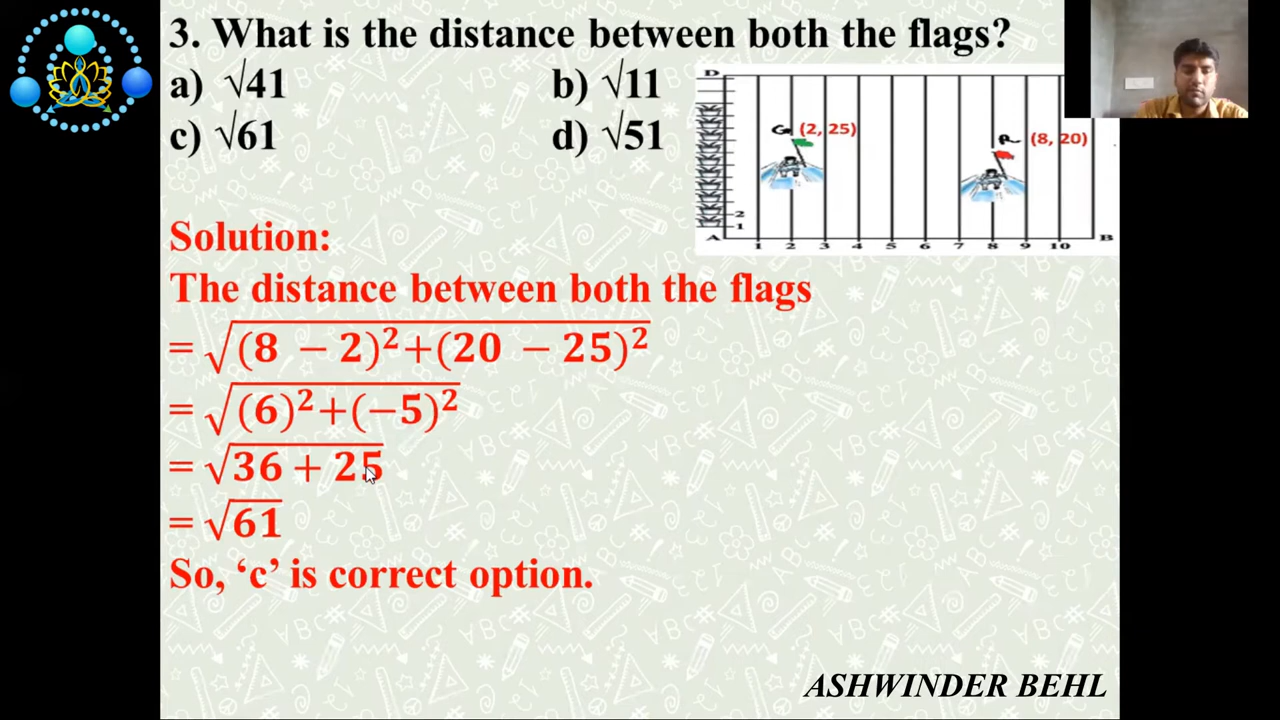 3. What is the distance between both the flags?
a) √41 b) √11
c) √61 d) √51
D
G (2, 25)
R (8, 20)
2
1
A 1 2 3 4 5 6 7 8 9 10 B
Solution:
The distance between both the flags
= √(8 − 2)²+(20 − 25)²
= √(6)²+(−5)²
= √36 + 25
= √61
So, ‘c’ is correct option.
ASHWINDER BEHL